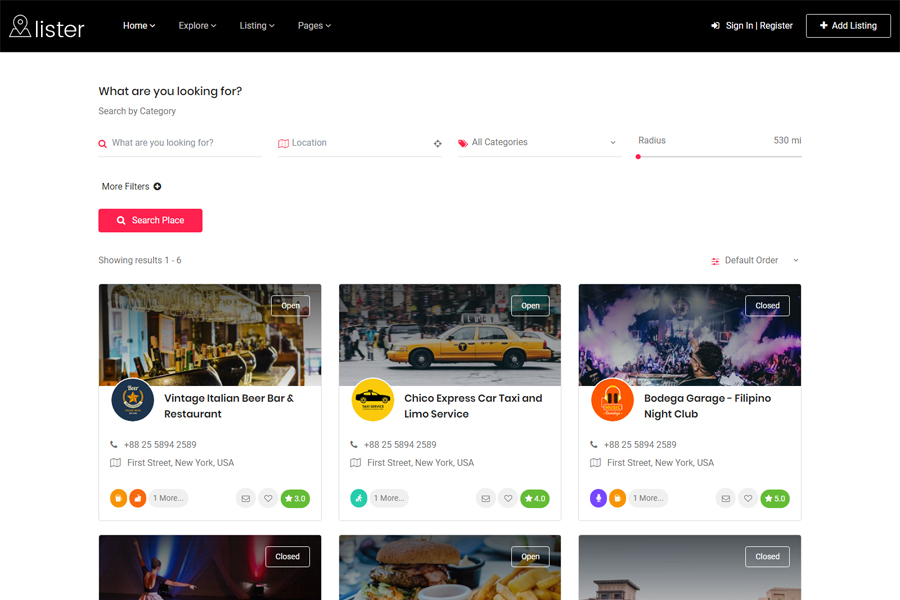 lister
Home
Explore
Listing
Pages
Sign In | Register
Add Listing
What are you looking for?
Search by Category
What are you looking for?
Location
All Categories
Radius
530 mi
More Filters
Search Place
Showing results 1 - 6
Default Order
Open
Open
Closed
Beer
TAXI SERVICE
MUSIC
Vintage Italian Beer Bar &
Restaurant
Chico Express Car Taxi and
Limo Service
Bodega Garage - Filipino
Night Club
+88 25 5894 2589
+88 25 5894 2589
+88 25 5894 2589
First Street, New York, USA
First Street, New York, USA
First Street, New York, USA
1 More...
3.0
1 More...
4.0
1 More...
5.0
Closed
Open
Closed